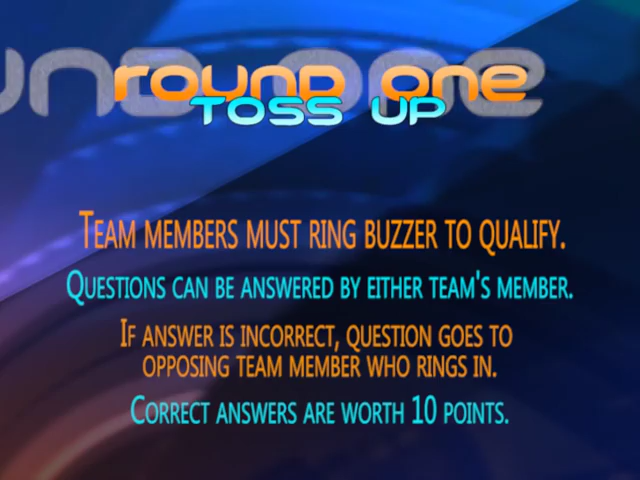 ROUND ONE
TOSS UP
TEAM MEMBERS MUST RING BUZZER TO QUALIFY.
QUESTIONS CAN BE ANSWERED BY EITHER TEAM'S MEMBER.
IF ANSWER IS INCORRECT, QUESTION GOES TO
OPPOSING TEAM MEMBER WHO RINGS IN.
CORRECT ANSWERS ARE WORTH 10 POINTS.